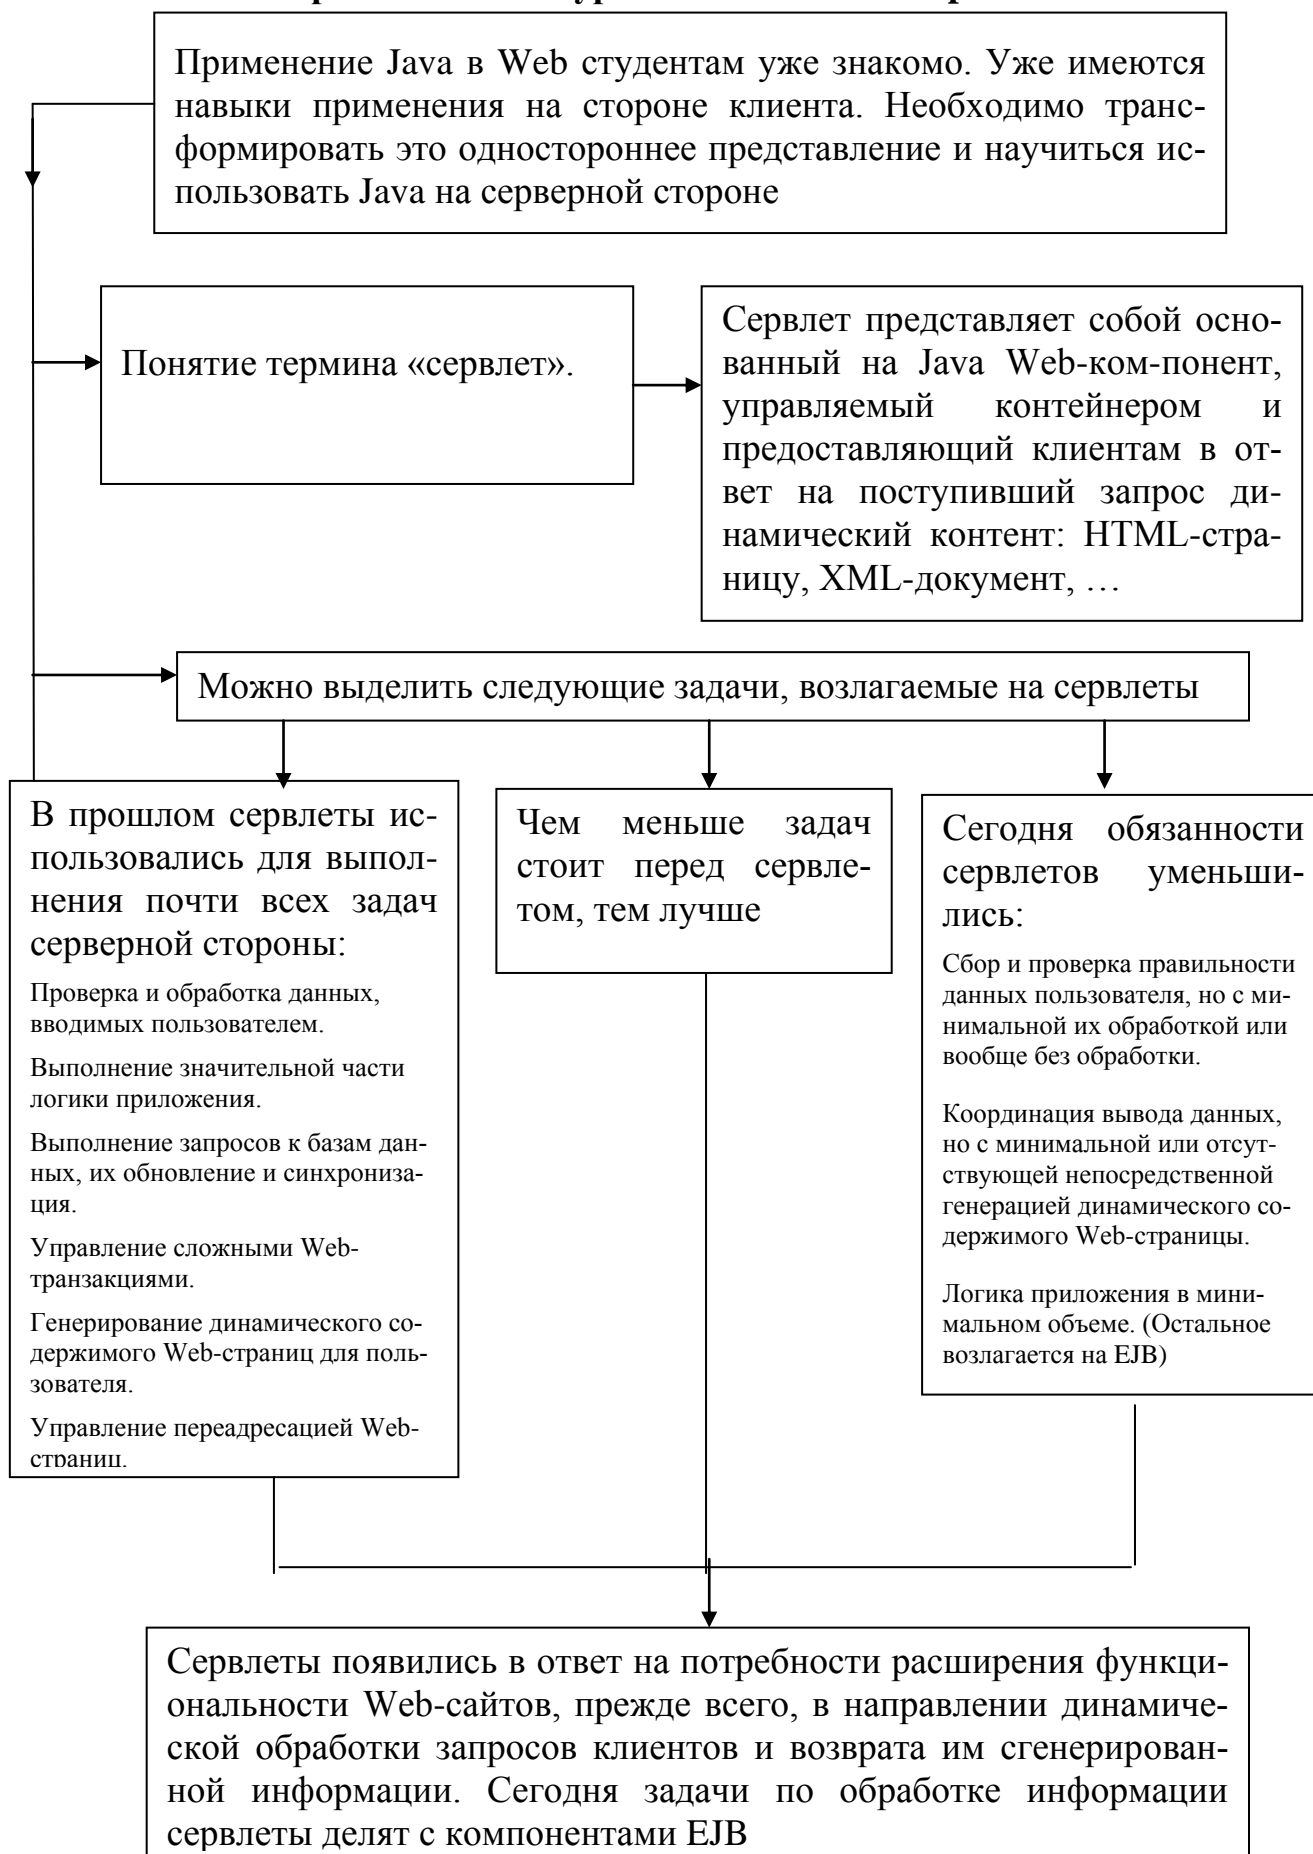 Применение Java в Web студентам уже знакомо. Уже имеются
навыки применения на стороне клиента. Необходимо транс-
формировать это одностороннее представление и научиться ис-
пользовать Java на серверной стороне
Понятие термина «сервлет».
Сервлет представляет собой осно-
ванный на Java Web-ком-понент,
управляемый контейнером и
предоставляющий клиентам в от-
вет на поступивший запрос ди-
намический контент: HTML-стра-
ницу, XML-документ, …
Можно выделить следующие задачи, возлагаемые на сервлеты
В прошлом сервлеты ис-
пользовались для выпол-
нения почти всех задач
серверной стороны:
Проверка и обработка данных,
вводимых пользователем.
Выполнение значительной части
логики приложения.
Выполнение запросов к базам дан-
ных, их обновление и синхрониза-
ция.
Управление сложными Web-
транзакциями.
Генерирование динамического со-
держимого Web-страниц для поль-
зователя.
Управление переадресацией Web-
страниц.
Чем меньше задач
стоит перед сервле-
том, тем лучше
Сегодня обязанности
сервлетов уменьши-
лись:
Сбор и проверка правильности
данных пользователя, но с ми-
нимальной их обработкой или
вообще без обработки.
Координация вывода данных,
но с минимальной или отсут-
ствующей непосредственной
генерацией динамического со-
держимого Web-страницы.
Логика приложения в мини-
мальном объеме. (Остальное
возлагается на EJB)
Сервлеты появились в ответ на потребности расширения функци-
ональности Web-сайтов, прежде всего, в направлении динамиче-
ской обработки запросов клиентов и возврата им сгенерирован-
ной информации. Сегодня задачи по обработке информации
сервлеты делят с компонентами EJB